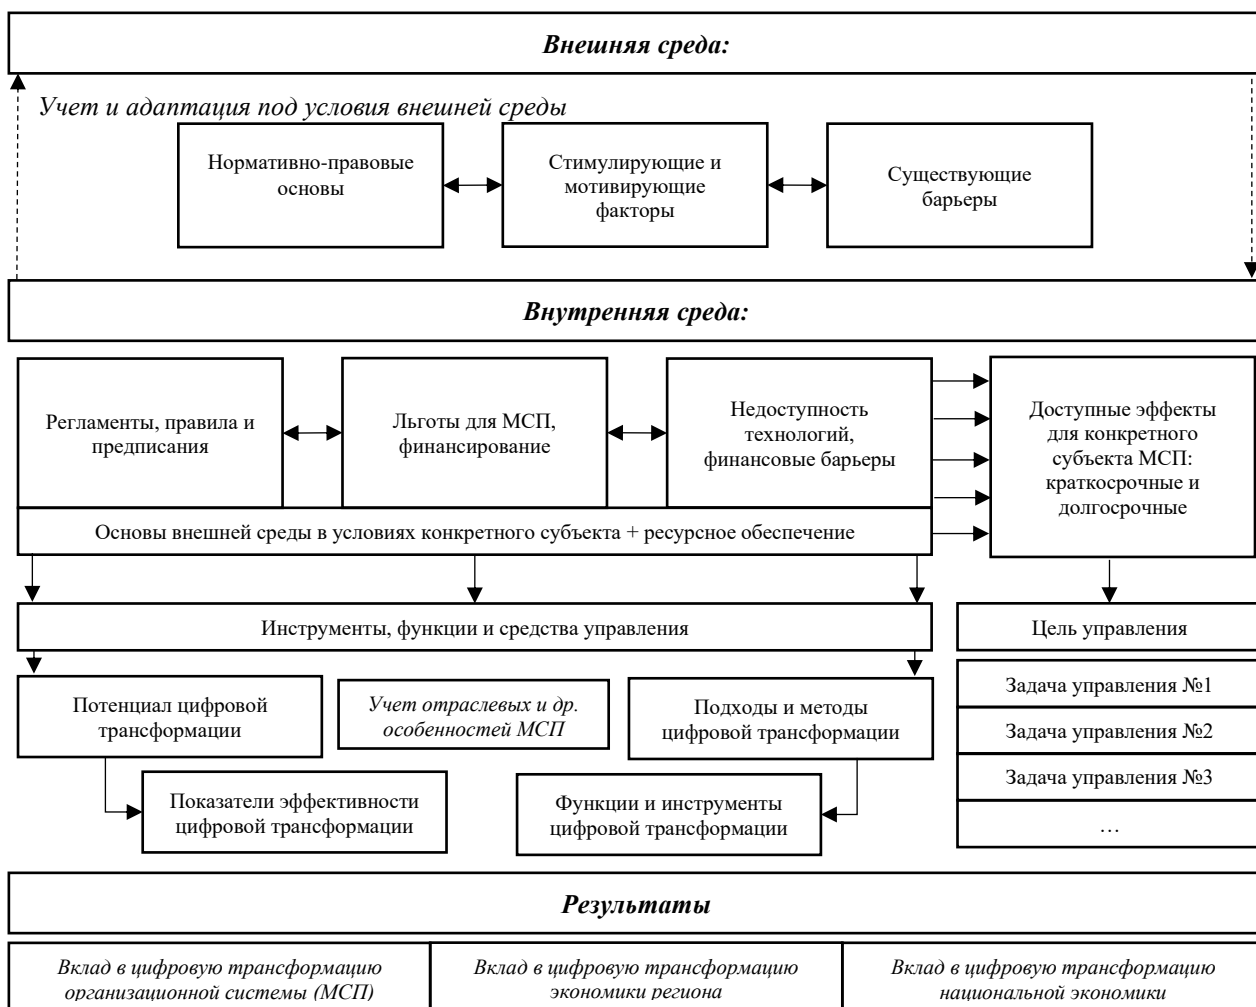 Внешняя среда:
Учет и адаптация под условия внешней среды
Нормативно-правовые
основы
Стимулирующие и
мотивирующие
факторы
Существующие
барьеры
Внутренняя среда:
Регламенты, правила и
предписания
Льготы для МСП,
финансирование
Недоступность
технологий,
финансовые барьеры
Доступные эффекты
для конкретного
субъекта МСП:
краткосрочные и
долгосрочные
Основы внешней среды в условиях конкретного субъекта + ресурсное обеспечение
Инструменты, функции и средства управления
Цель управления
Потенциал цифровой
трансформации
Учет отраслевых и др.
особенностей МСП
Подходы и методы
цифровой трансформации
Задача управления №1
Задача управления №2
Задача управления №3
…
Показатели эффективности
цифровой трансформации
Функции и инструменты
цифровой трансформации
Результаты
Вклад в цифровую трансформацию
организационной системы (МСП)
Вклад в цифровую трансформацию
экономики региона
Вклад в цифровую трансформацию
национальной экономики